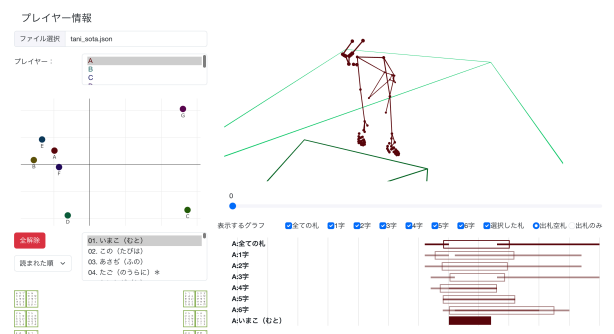 プレイヤー情報
ファイル選択 tani_sota.json
プレイヤー：
A
B
C
G
E
A
B
F
D
C
0
表示するグラフ 全ての札 1字 2字 3字 4字 5字 6字 選択した札 出札空札 出札のみ
全解除
読まれた順
01. いまこ（むと）
02. この（たびは）
03. あさぢ（ふの）
04. たご（のうらに）＊
A:全ての札
A:1字
A:2字
A:3字
A:4字
A:5字
A:6字
A:いまこ（むと）